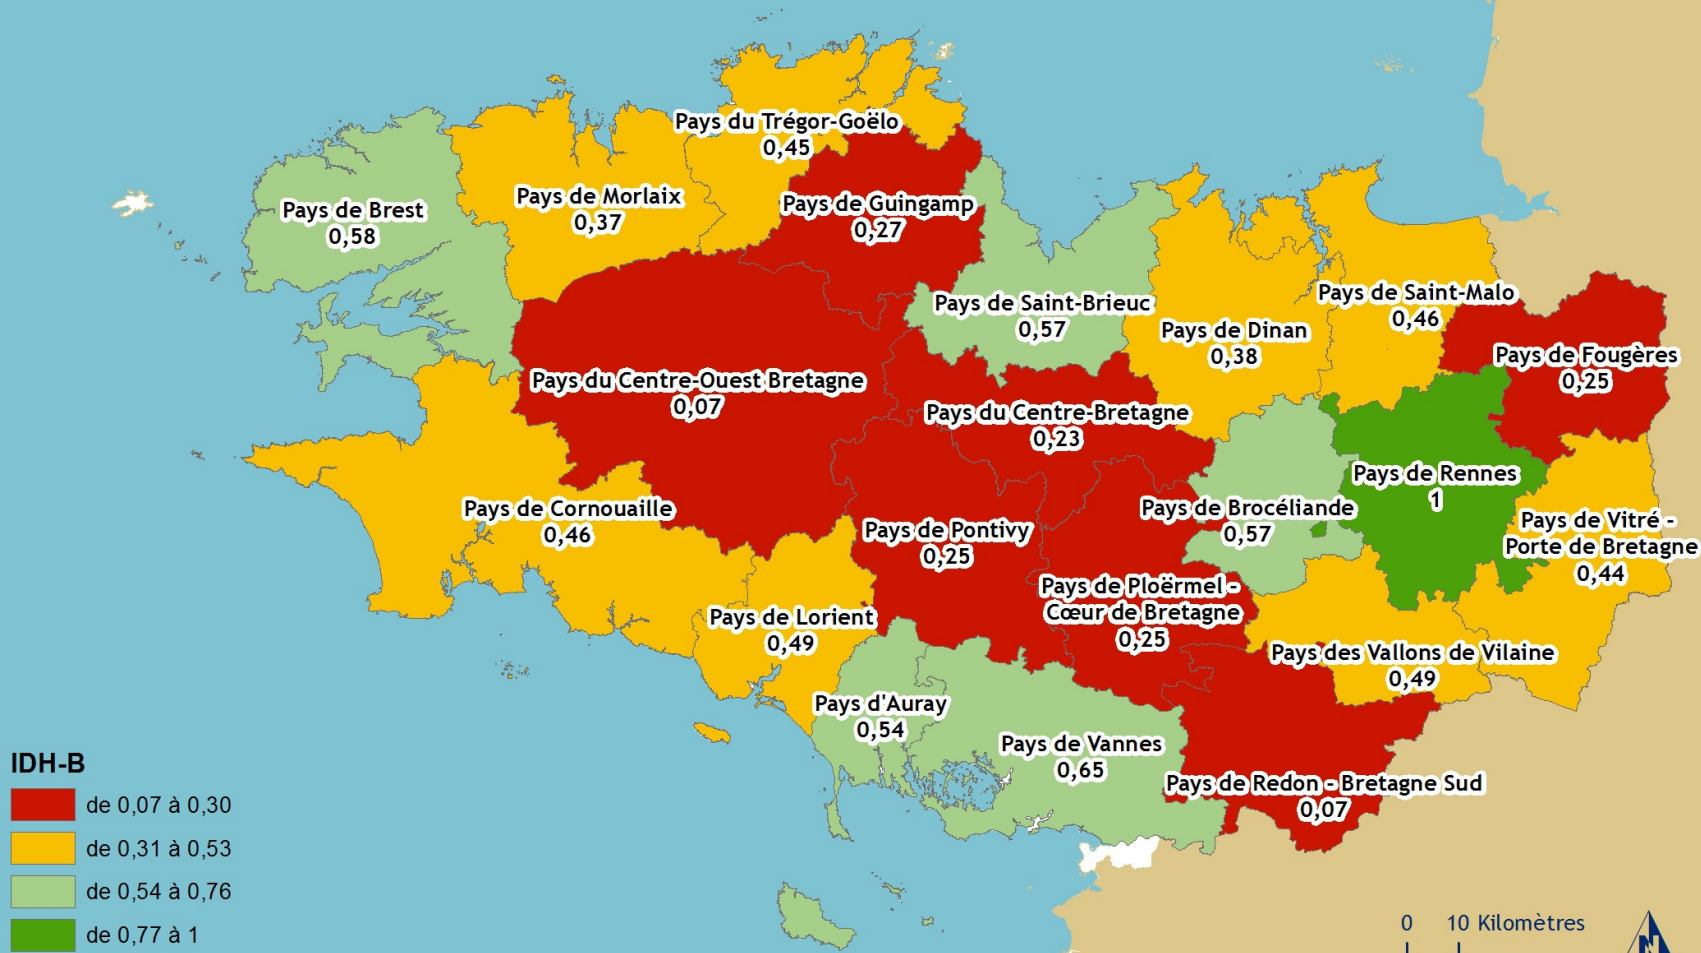 Pays du Trégor-Goëlo
0,45
Pays de Morlaix
0,37
Pays de Guingamp
0,27
Pays de Brest
0,58
Pays de Saint-Brieuc
0,57
Pays de Saint-Malo
0,46
Pays de Dinan
0,38
Pays de Fougères
0,25
Pays du Centre-Ouest Bretagne
0,07
Pays du Centre-Bretagne
0,23
Pays de Rennes
1
Pays de Cornouaille
0,46
Pays de Brocéliande
0,57
Pays de Vitré -
Porte de Bretagne
0,44
Pays de Pontivy
0,25
Pays de Ploërmel -
Cœur de Bretagne
0,25
Pays de Lorient
0,49
Pays des Vallons de Vilaine
0,49
Pays d'Auray
0,54
Pays de Vannes
0,65
Pays de Redon - Bretagne Sud
0,07
IDH-B
de 0,07 à 0,30
de 0,31 à 0,53
de 0,54 à 0,76
de 0,77 à 1
0 10 Kilomètres
N